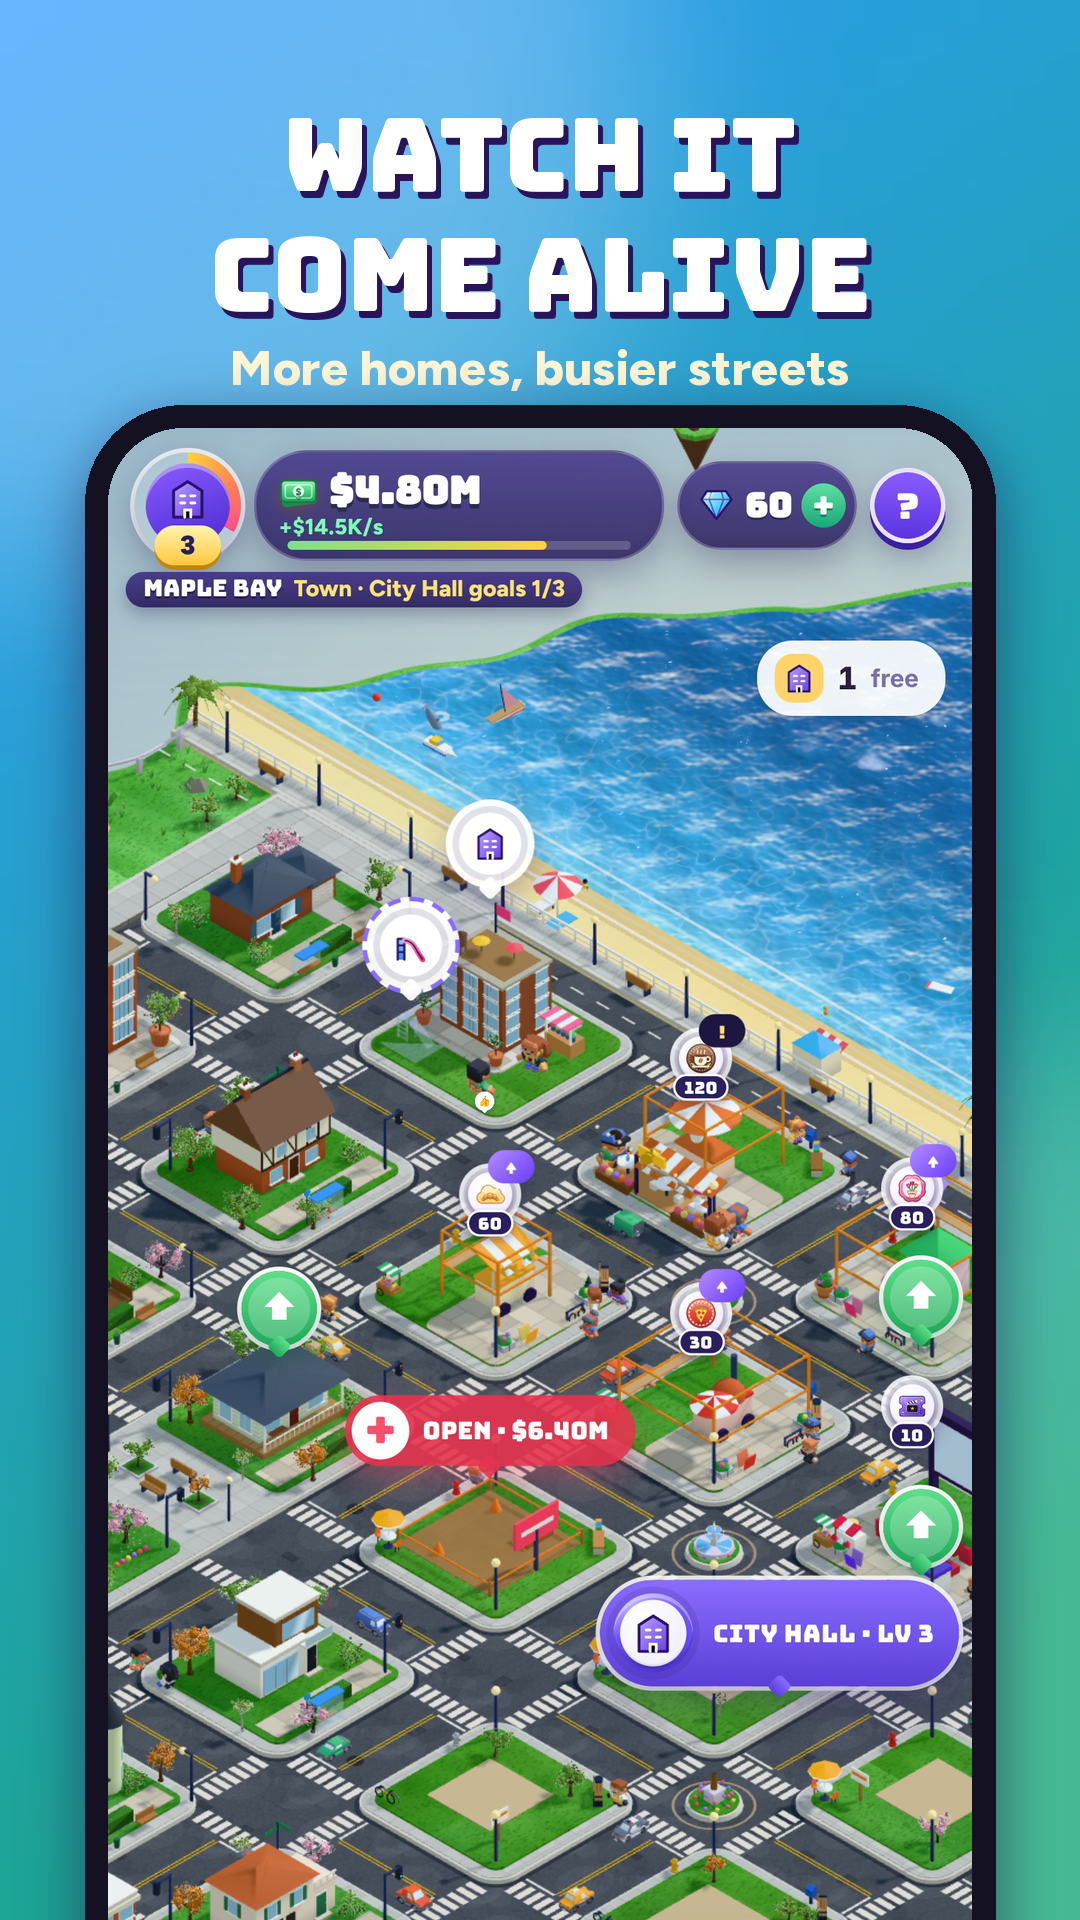 WATCH IT
COME ALIVE
More homes, busier streets
$4.80M
+$14.5K/s
60
?
3
MAPLE BAY Town · City Hall goals 1/3
1 free
!
120
60
80
30
OPEN · $6.40M
10
CITY HALL · LV 3